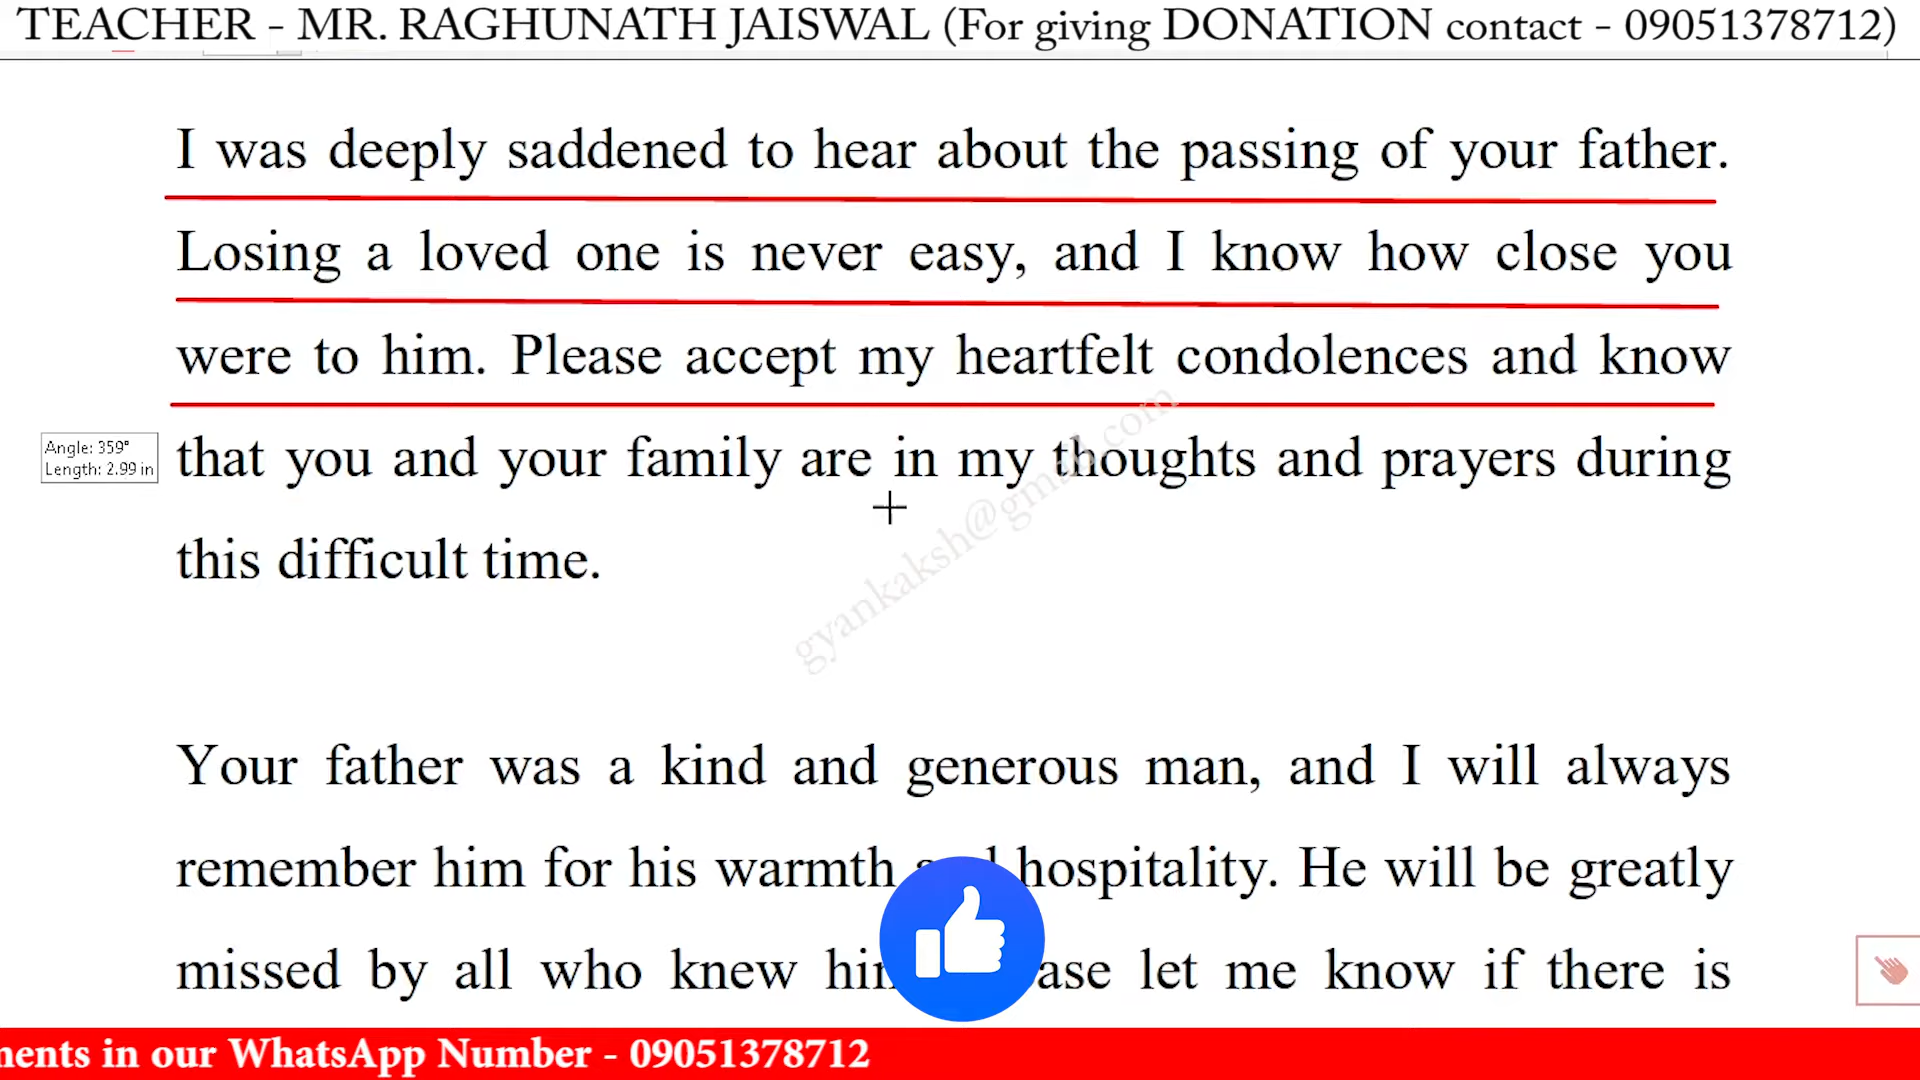 TEACHER - MR. RAGHUNATH JAISWAL (For giving DONATION contact - 09051378712)
I was deeply saddened to hear about the passing of your father.
Losing a loved one is never easy, and I know how close you
were to him. Please accept my heartfelt condolences and know
Angle: 359°
Length: 2.99 in
that you and your family are in my thoughts and prayers during
this difficult time.
gyankaksh@gmail.com
Your father was a kind and generous man, and I will always
remember him for his warmth hospitality. He will be greatly
missed by all who knew let me know if there is
in our WhatsApp Number - 09051378712